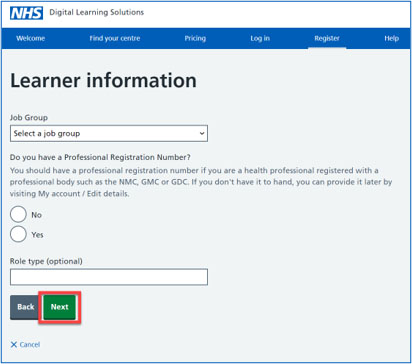 NHS Digital Learning Solutions
Welcome Find your centre Pricing Log in Register Help
Learner information
Job Group
Select a job group
Do you have a Professional Registration Number?
You should have a professional registration number if you are a health professional registered with a
professional body such as the NMC, GMC or GDC. If you don't have it to hand, you can provide it later by
visiting My account / Edit details.
No
Yes
Role type (optional)
Back Next
Cancel